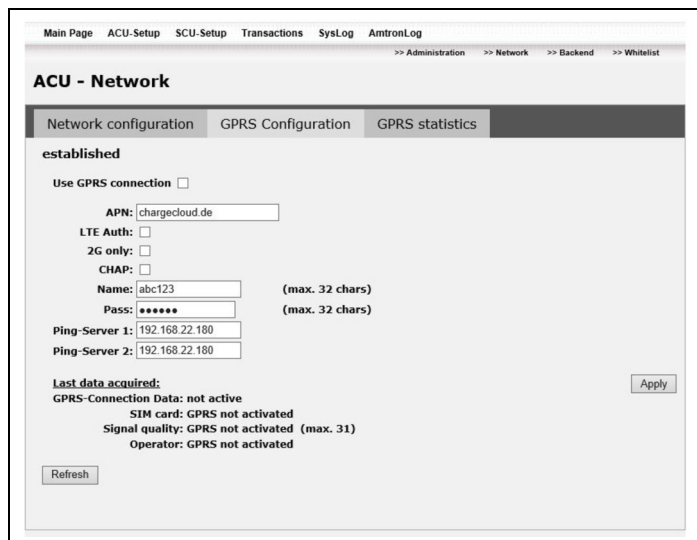 Main Page ACU-Setup SCU-Setup Transactions SysLog AmtronLog
>> Administration >> Network >> Backend >> Whitelist
ACU - Network
Network configuration GPRS Configuration GPRS statistics
established
Use GPRS connection
APN: chargecloud.de
LTE Auth:
2G only:
CHAP:
Name: abc123 (max. 32 chars)
Pass: ●●●●●● (max. 32 chars)
Ping-Server 1: 192.168.22.180
Ping-Server 2: 192.168.22.180
Last data acquired:
Apply
GPRS-Connection Data: not active
SIM card: GPRS not activated
Signal quality: GPRS not activated (max. 31)
Operator: GPRS not activated
Refresh